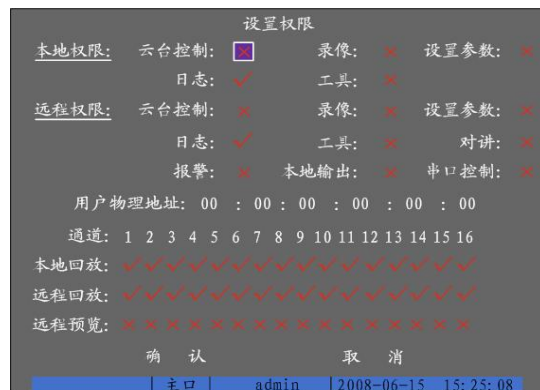 设置权限
本地权限: 云台控制: × 录像: × 设置参数: ×
日志: ✓ 工具: ×
远程权限: 云台控制: × 录像: × 设置参数: ×
日志: ✓ 工具: × 对讲: ×
报警: × 本地输出: × 串口控制: ×
用户物理地址: 00 : 00 : 00 : 00 : 00 : 00
通道: 1 2 3 4 5 6 7 8 9 10 11 12 13 14 15 16
本地回放: ✓ ✓ ✓ ✓ ✓ ✓ ✓ ✓ ✓ ✓ ✓ ✓ ✓ ✓ ✓ ✓
远程回放: ✓ ✓ ✓ ✓ ✓ ✓ ✓ ✓ ✓ ✓ ✓ ✓ ✓ ✓ ✓ ✓
远程预览: × × × × × × × × × × × × × × × ×
确 认 取 消
主口 admin 2008-06-15 15:25:08